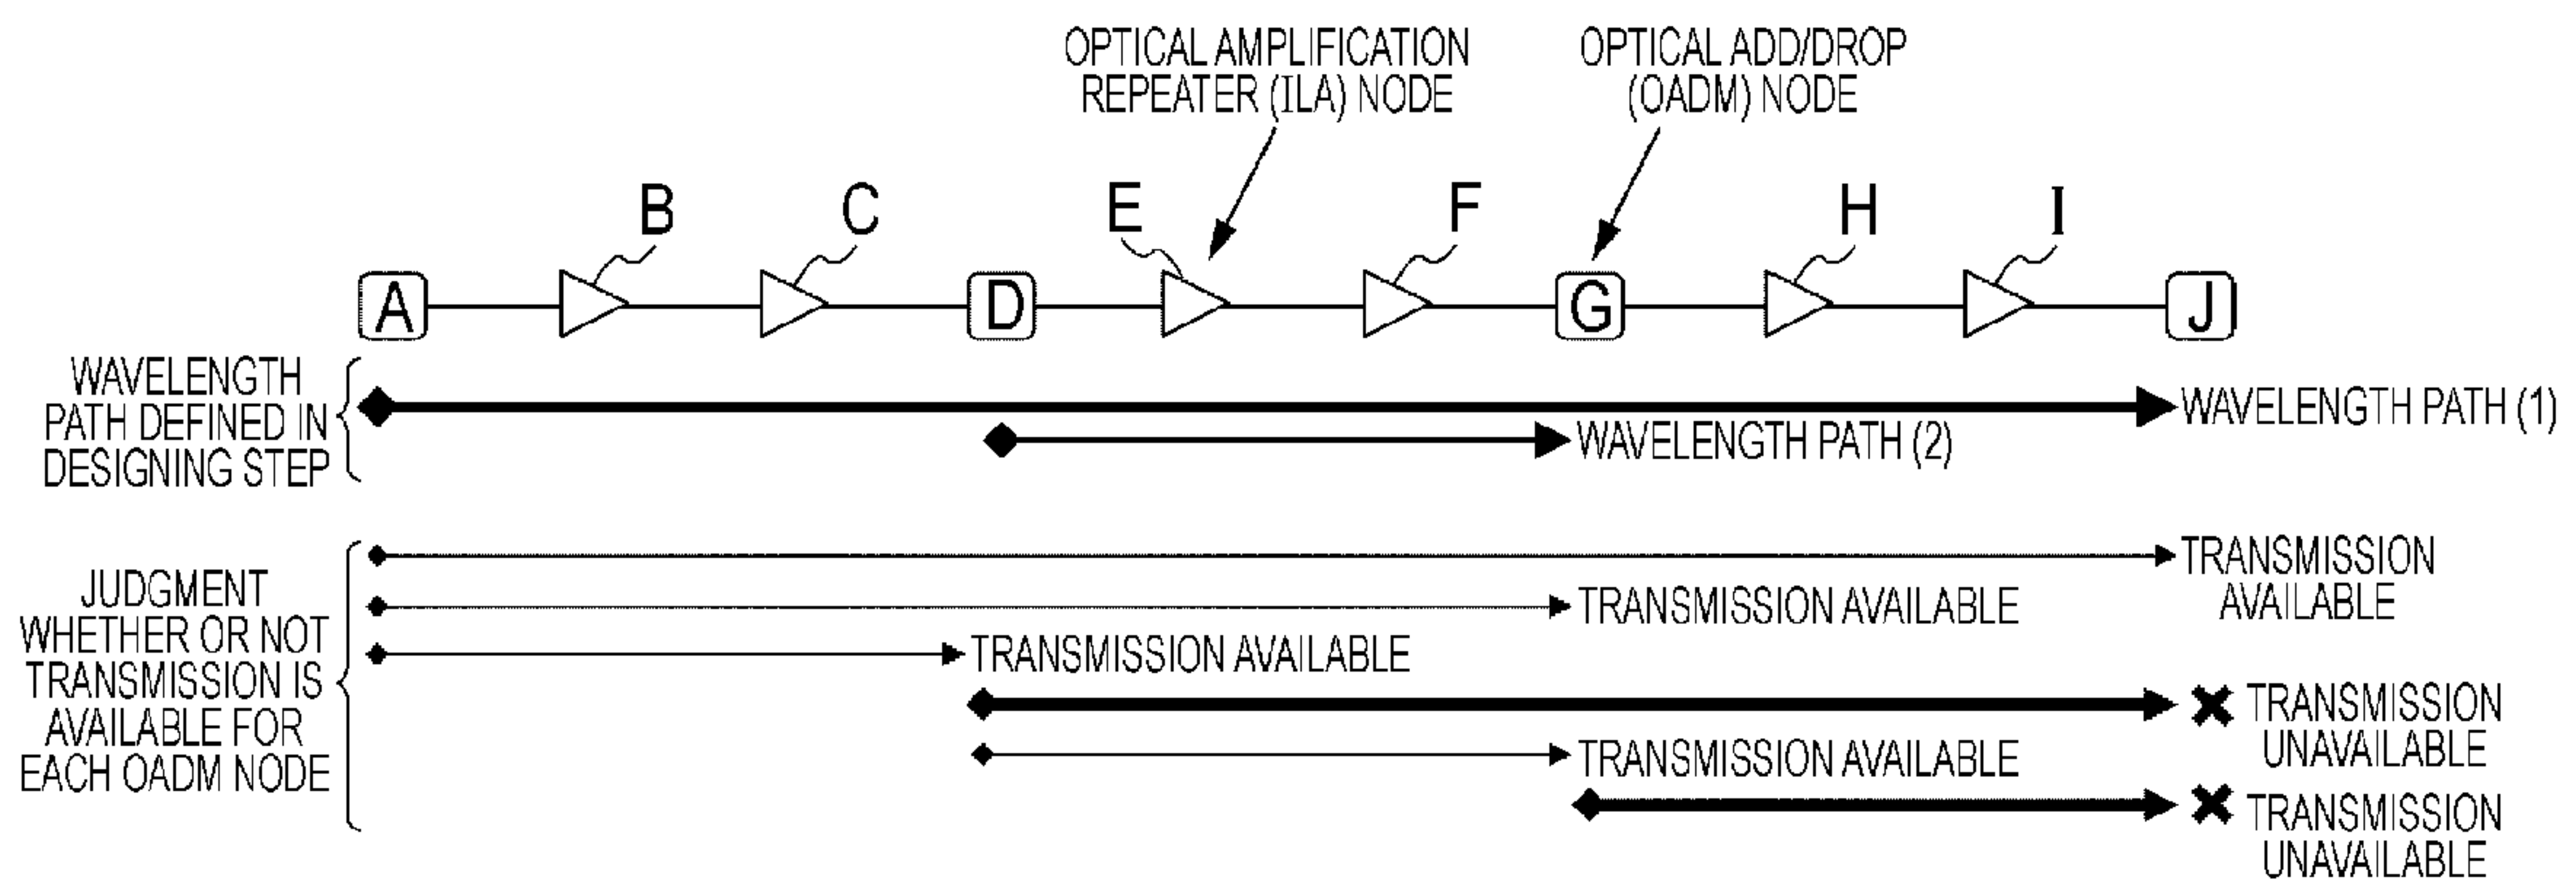 OPTICAL AMPLIFICATION
REPEATER (ILA) NODE
OPTICAL ADD/DROP
(OADM) NODE
B
C
E
F
H
I
A
D
G
J
WAVELENGTH
PATH DEFINED IN
DESIGNING STEP
WAVELENGTH PATH (1)
WAVELENGTH PATH (2)
JUDGMENT
WHETHER OR NOT
TRANSMISSION IS
AVAILABLE FOR
EACH OADM NODE
TRANSMISSION
AVAILABLE
TRANSMISSION AVAILABLE
TRANSMISSION AVAILABLE
TRANSMISSION
UNAVAILABLE
TRANSMISSION AVAILABLE
TRANSMISSION
UNAVAILABLE